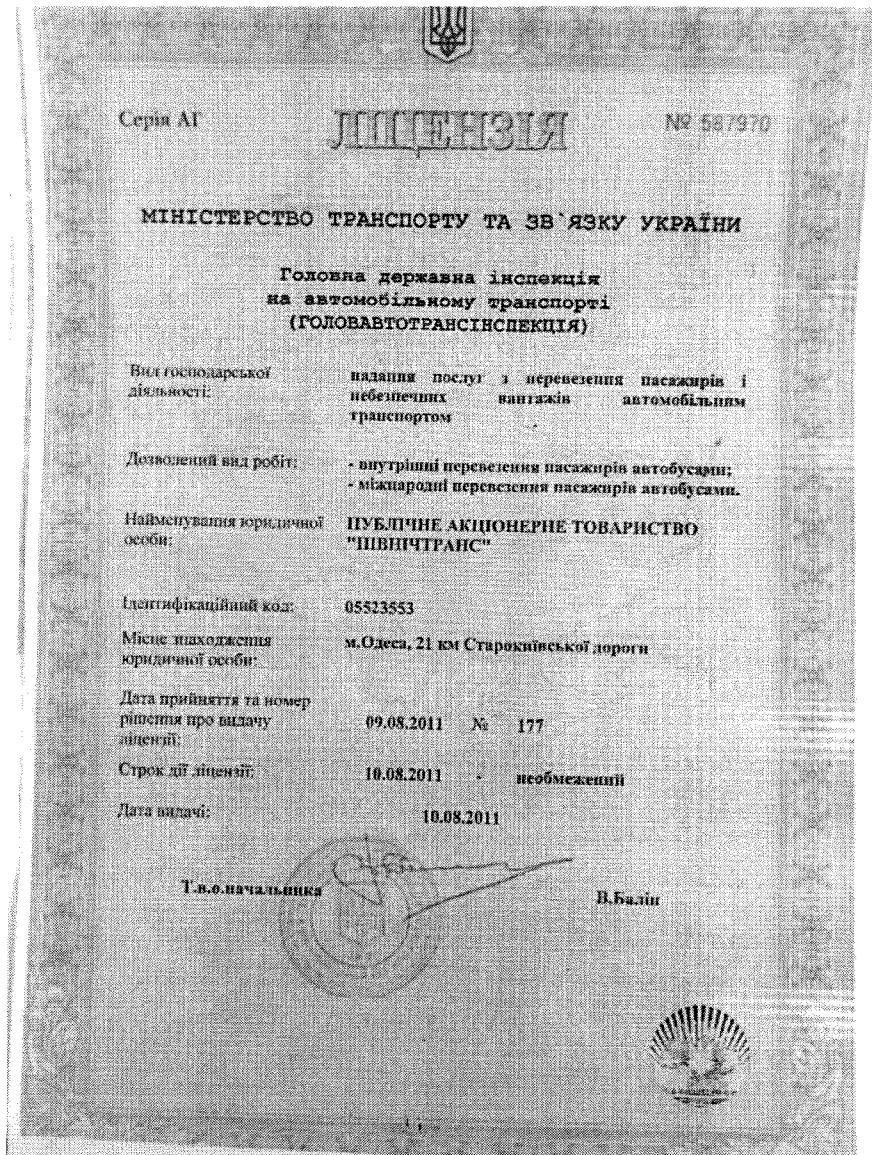 Серія АГ
ЛІЦЕНЗІЯ
№ 587970
МІНІСТЕРСТВО ТРАНСПОРТУ ТА ЗВ`ЯЗКУ УКРАЇНИ
Головна державна інспекція
на автомобільному транспорті
(ГОЛОВАВТОТРАНСІНСПЕКЦІЯ)
Вид господарської
діяльності:
надання послуг з перевезення пасажирів і
небезпечних вантажів автомобільним
транспортом
Дозволений вид робіт:
- внутрішні перевезення пасажирів автобусами;
- міжнародні перевезення пасажирів автобусами.
Найменування юридичної
особи:
ПУБЛІЧНЕ АКЦІОНЕРНЕ ТОВАРИСТВО
"ПІВНІЧТРАНС"
Ідентифікаційний код:
05523553
Місце знаходження
юридичної особи:
м.Одеса, 21 км Старокиївської дороги
Дата прийняття та номер
рішення про видачу
ліцензії:
09.08.2011 № 177
Строк дії ліцензії:
10.08.2011 - необмежений
Дата видачі:
10.08.2011
Т.в.о.начальника
В.Балін